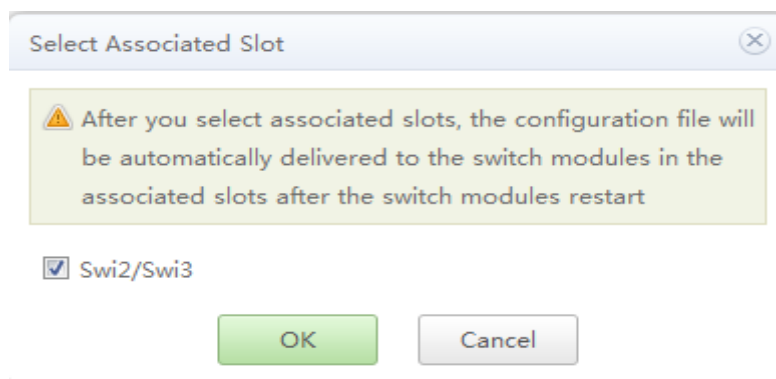 Select Associated Slot
After you select associated slots, the configuration file will
be automatically delivered to the switch modules in the
associated slots after the switch modules restart
Swi2/Swi3
OK Cancel